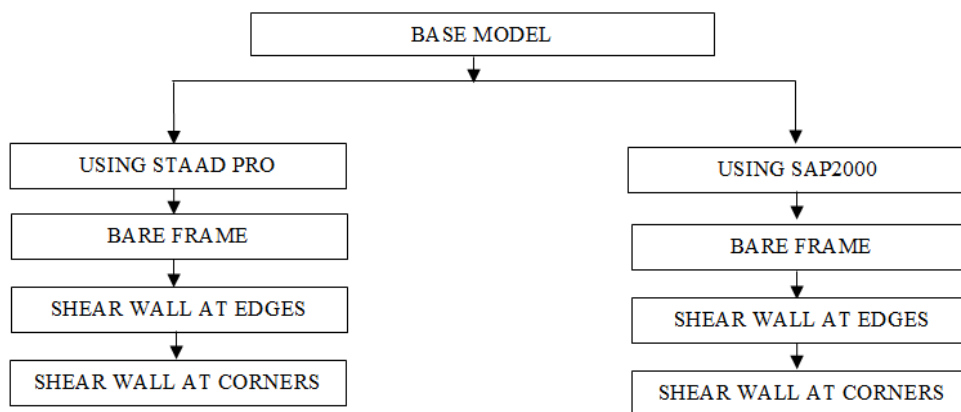 BASE MODEL
USING STAAD PRO
BARE FRAME
SHEAR WALL AT EDGES
SHEAR WALL AT CORNERS
USING SAP2000
BARE FRAME
SHEAR WALL AT EDGES
SHEAR WALL AT CORNERS